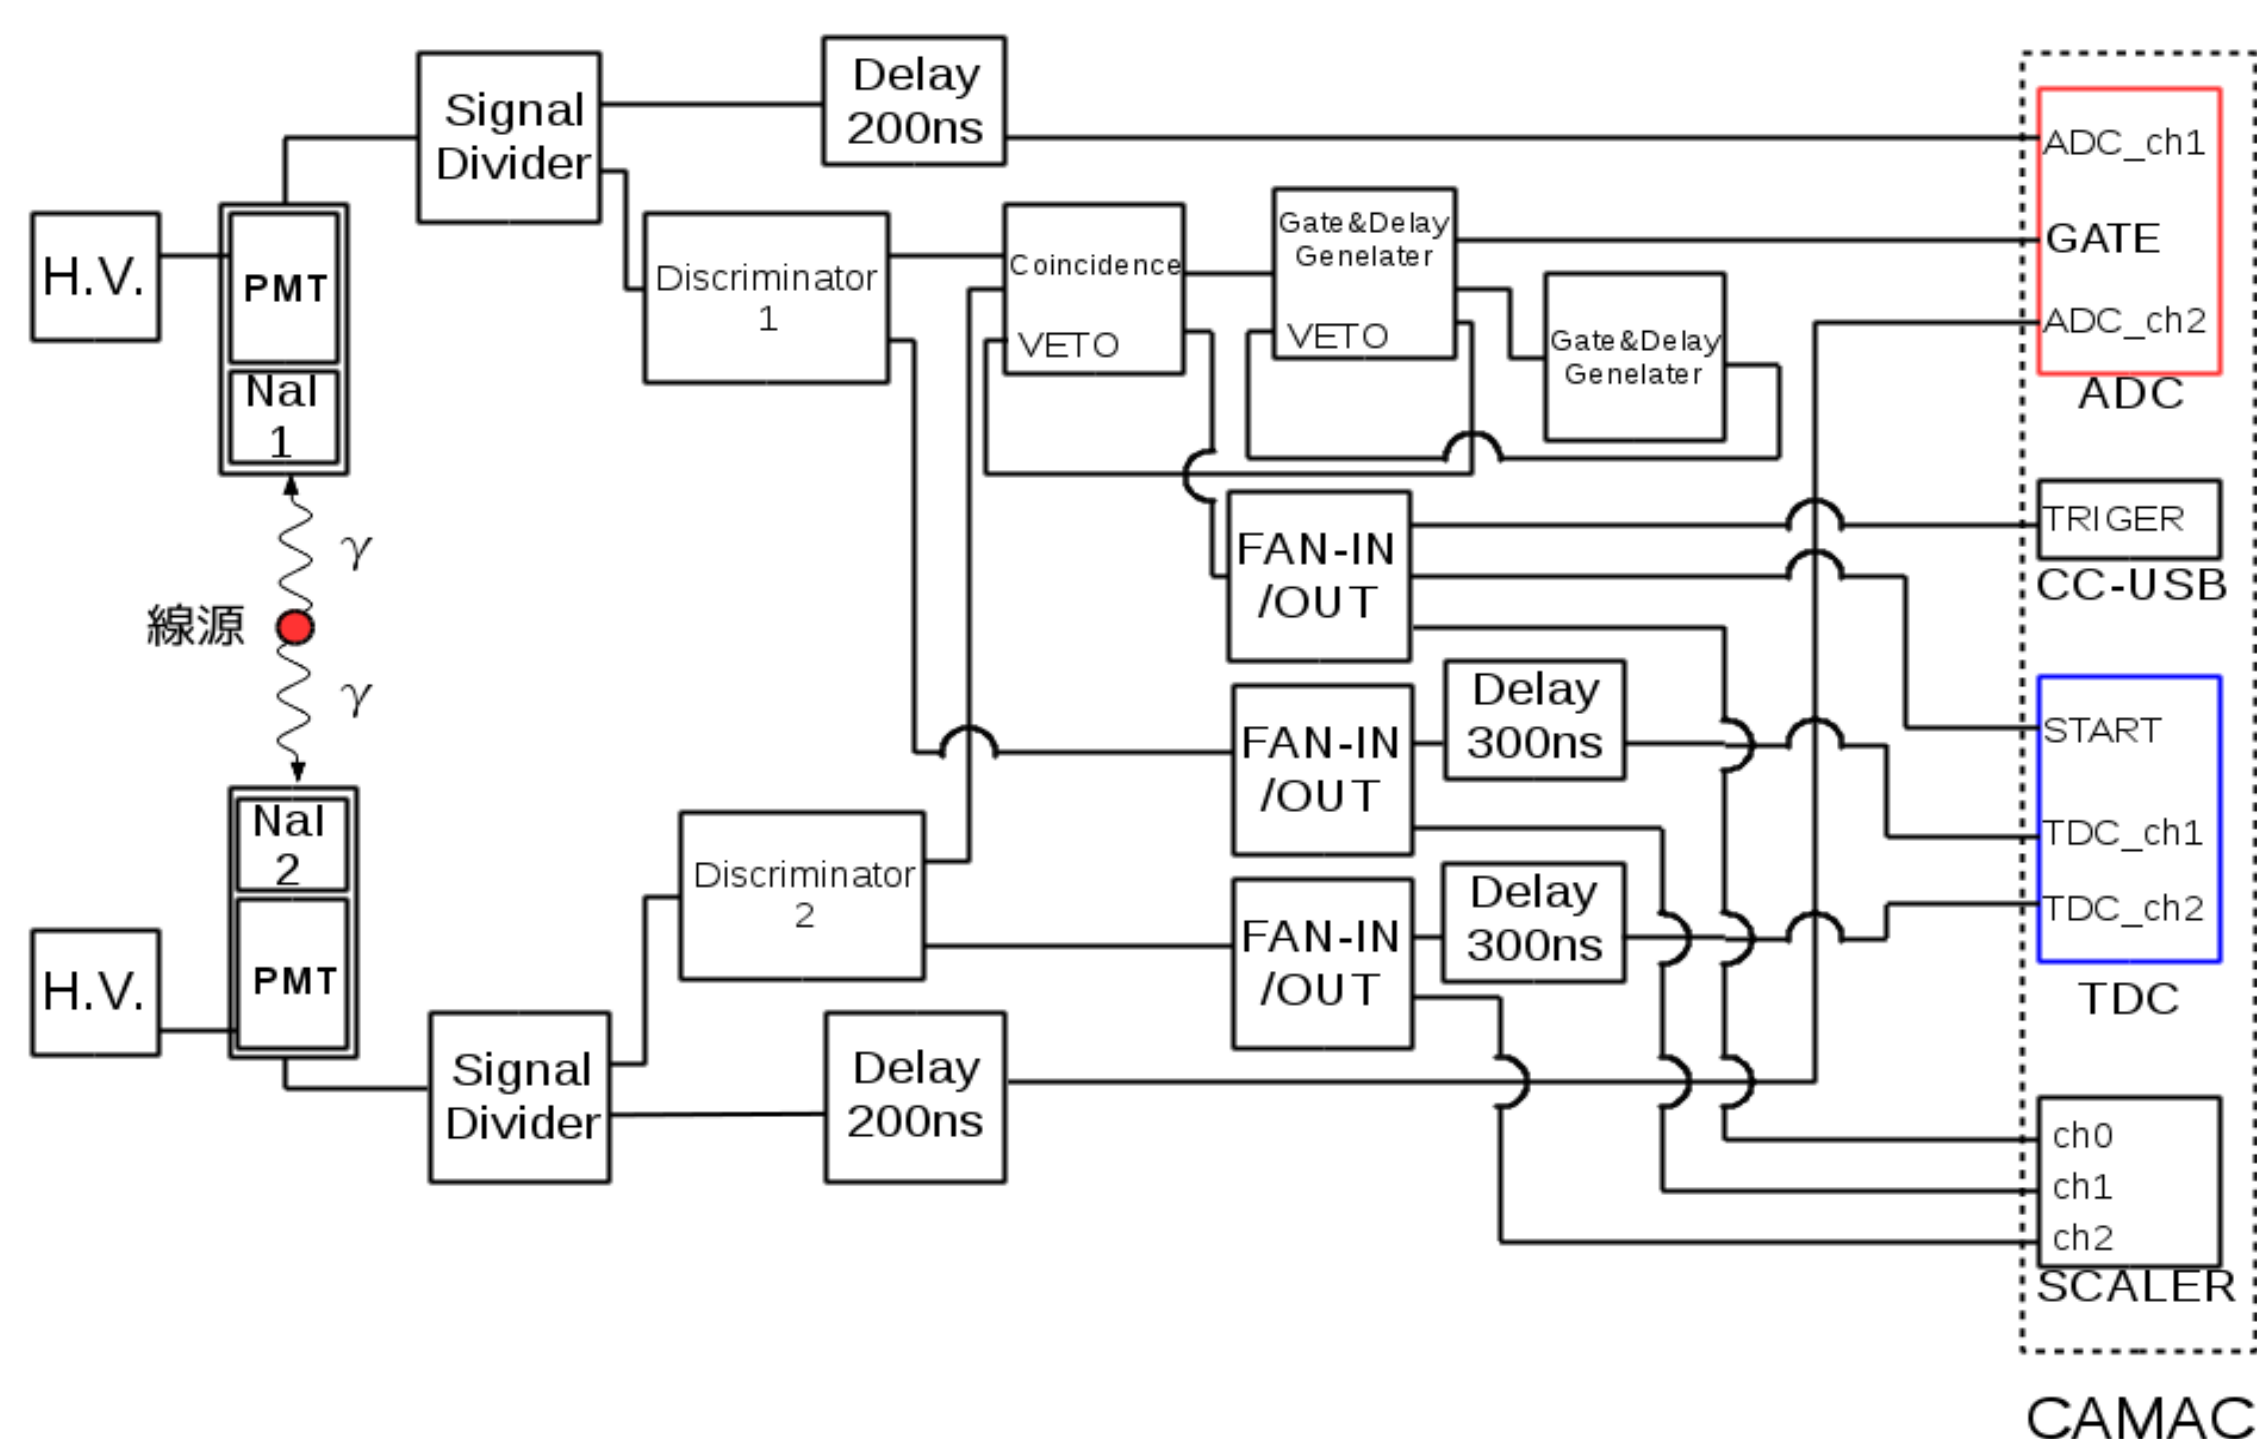 Signal
Divider
Delay
200ns
ADC_ch1
GATE
ADC_ch2
ADC
H.V.
PMT
NaI
1
Discriminator
1
Coincidence
VETO
Gate&Delay
Genelater
VETO
Gate&Delay
Genelater
γ
線源
γ
FAN-IN
/OUT
TRIGER
CC-USB
FAN-IN
/OUT
Delay
300ns
START
TDC_ch1
TDC_ch2
TDC
NaI
2
PMT
H.V.
Discriminator
2
FAN-IN
/OUT
Delay
300ns
Signal
Divider
Delay
200ns
ch0
ch1
ch2
SCALER
CAMAC